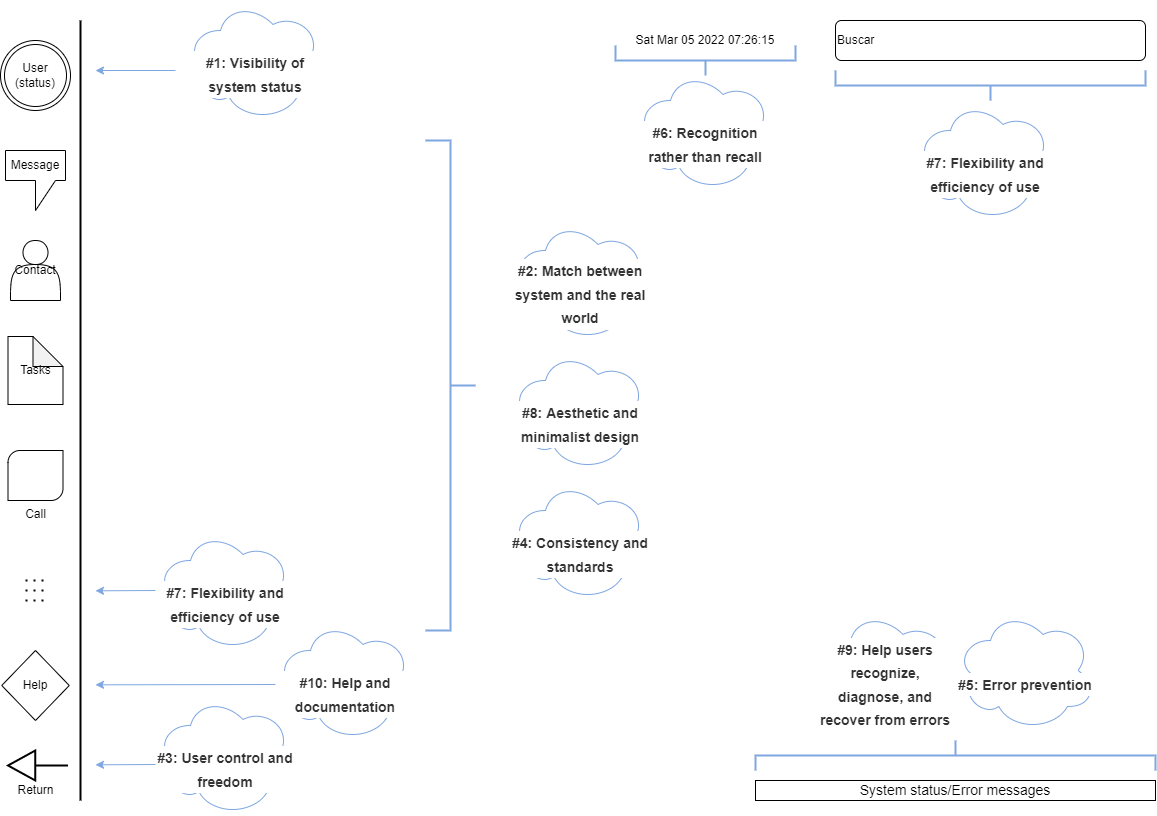 User
(status)
#1: Visibility of
system status
Sat Mar 05 2022 07:26:15
Buscar
#6: Recognition
rather than recall
#7: Flexibility and
efficiency of use
Message
Contact
#2: Match between
system and the real
world
Tasks
#8: Aesthetic and
minimalist design
Call
#4: Consistency and
standards
#7: Flexibility and
efficiency of use
Help
#10: Help and
documentation
#9: Help users
recognize,
diagnose, and
recover from errors
#5: Error prevention
#3: User control and
freedom
Return
System status/Error messages